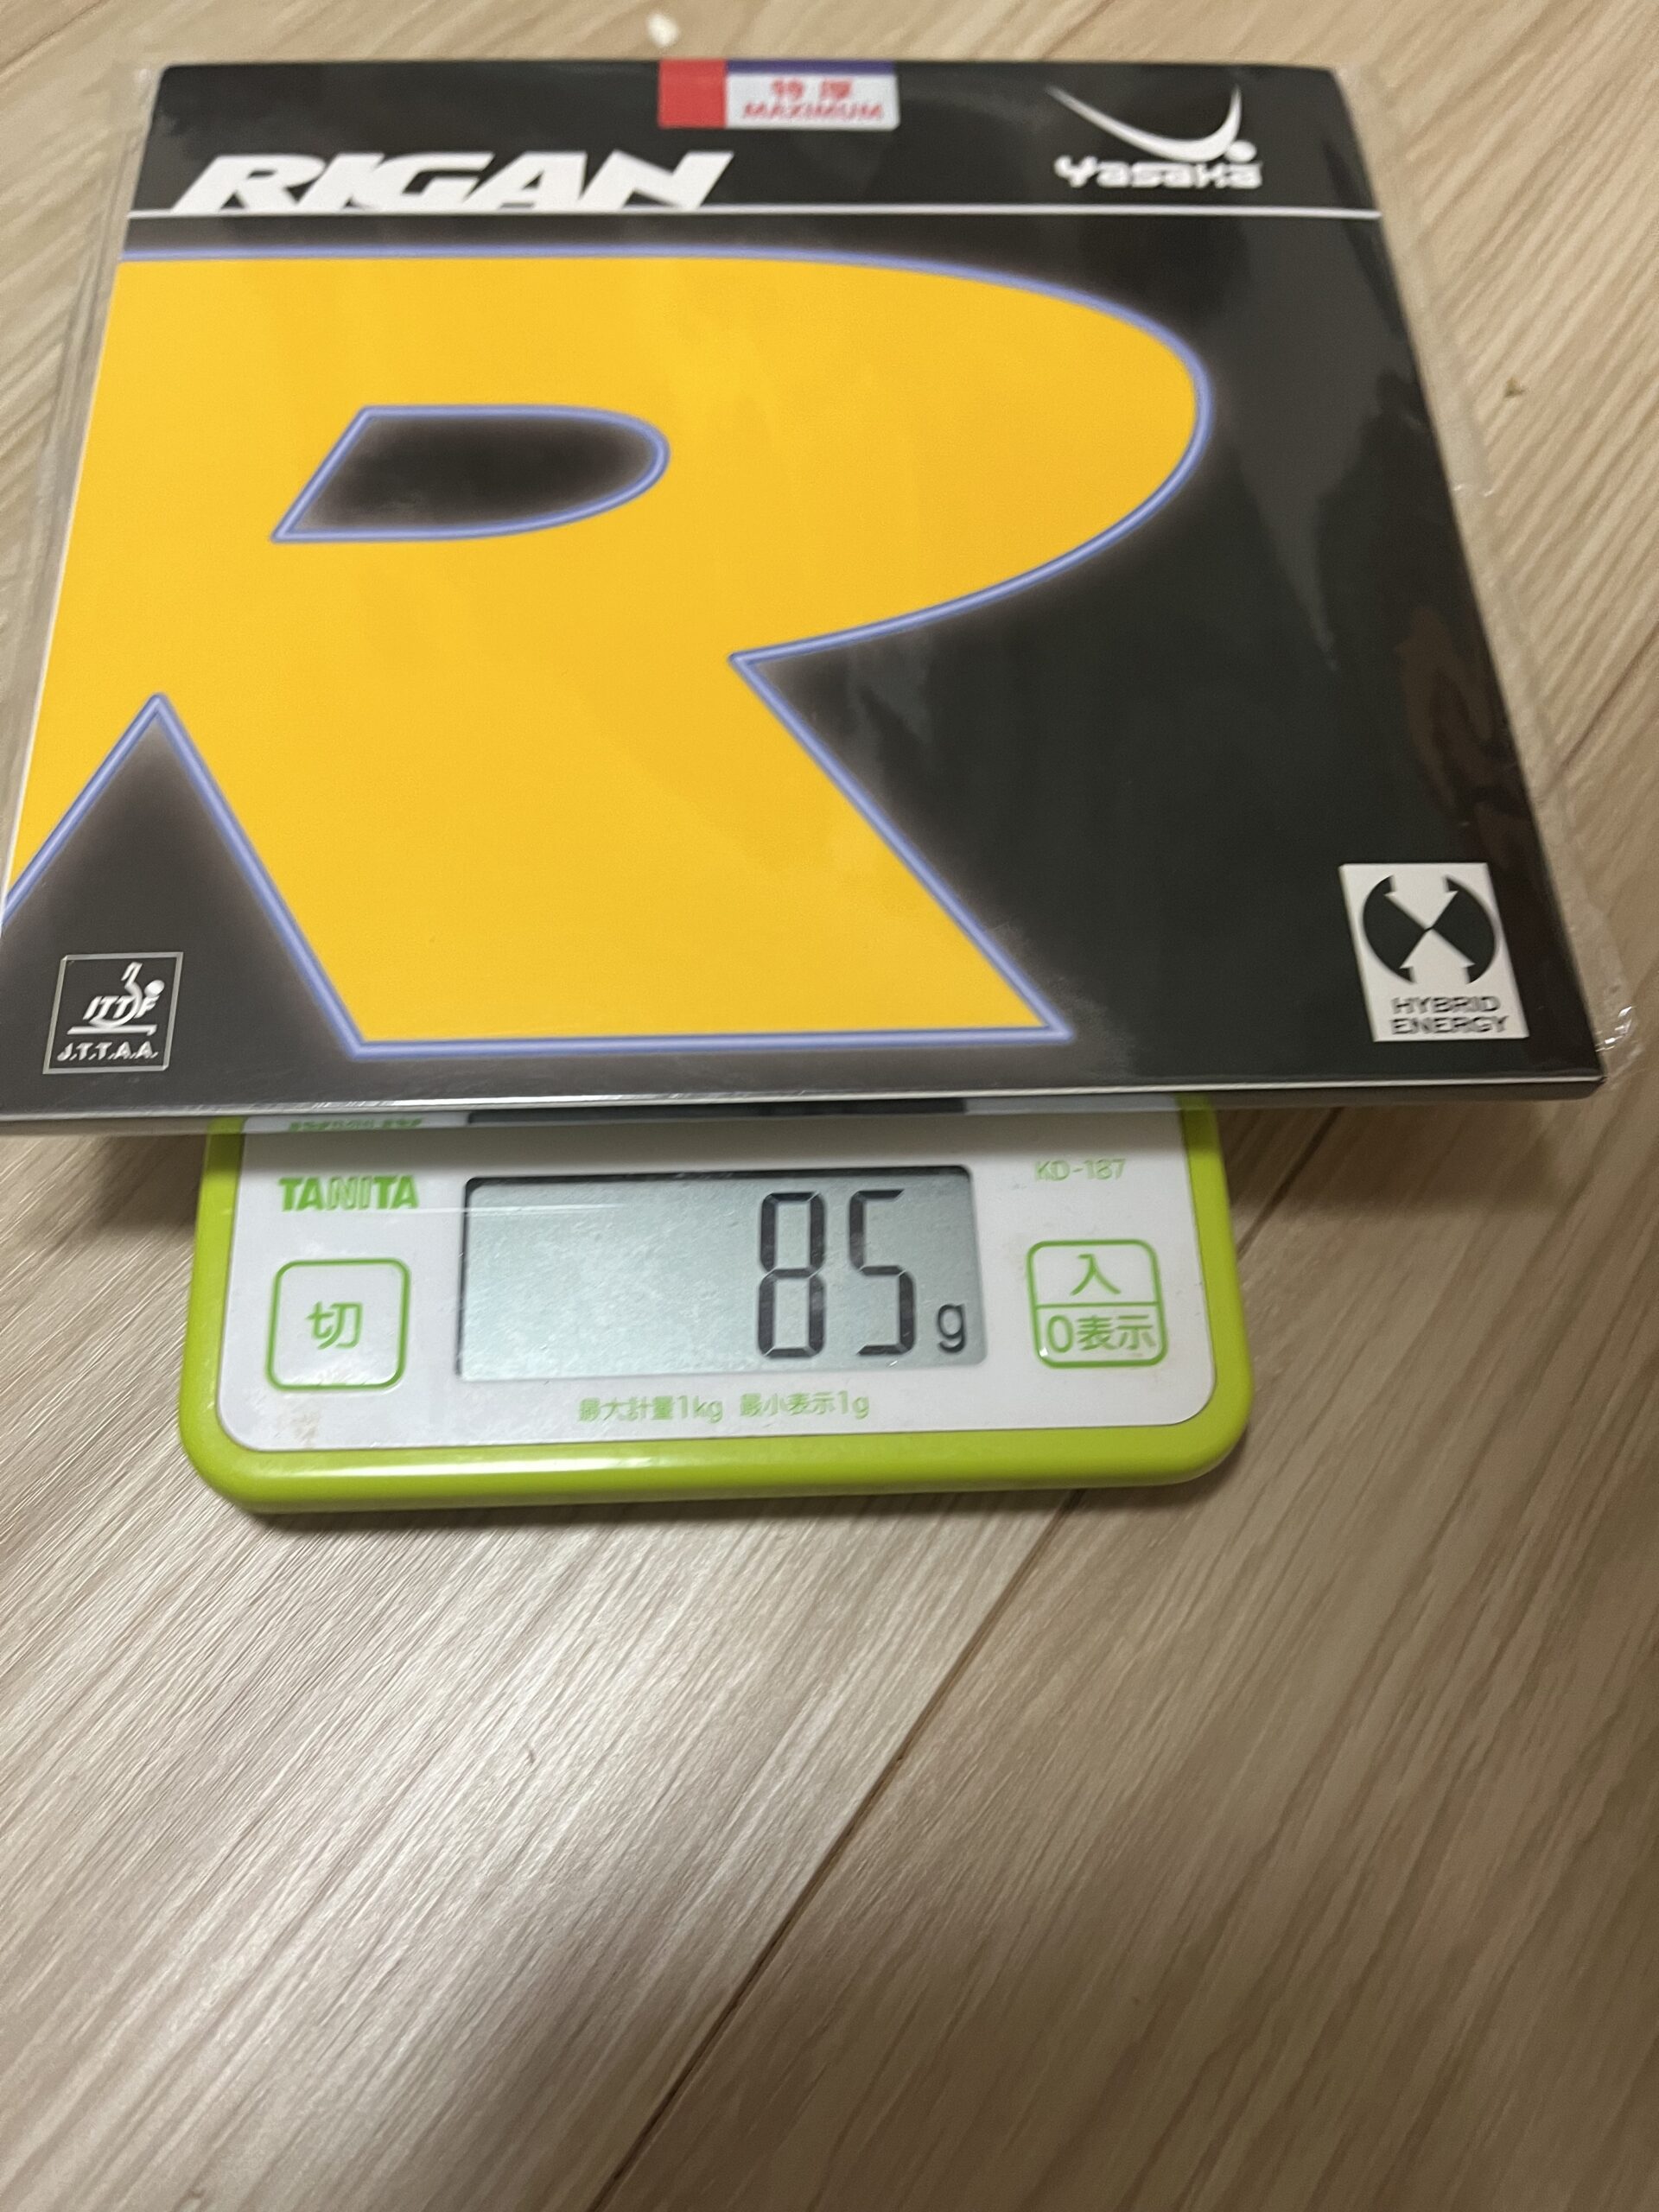 特厚
MAXIMUM
RIGAN
Yasaka
ITTF
J.T.T.A.A.
HYBRID
ENERGY
TANITA
KD-187
85g
切
入
0表示
最大計量1kg 最小表示1g